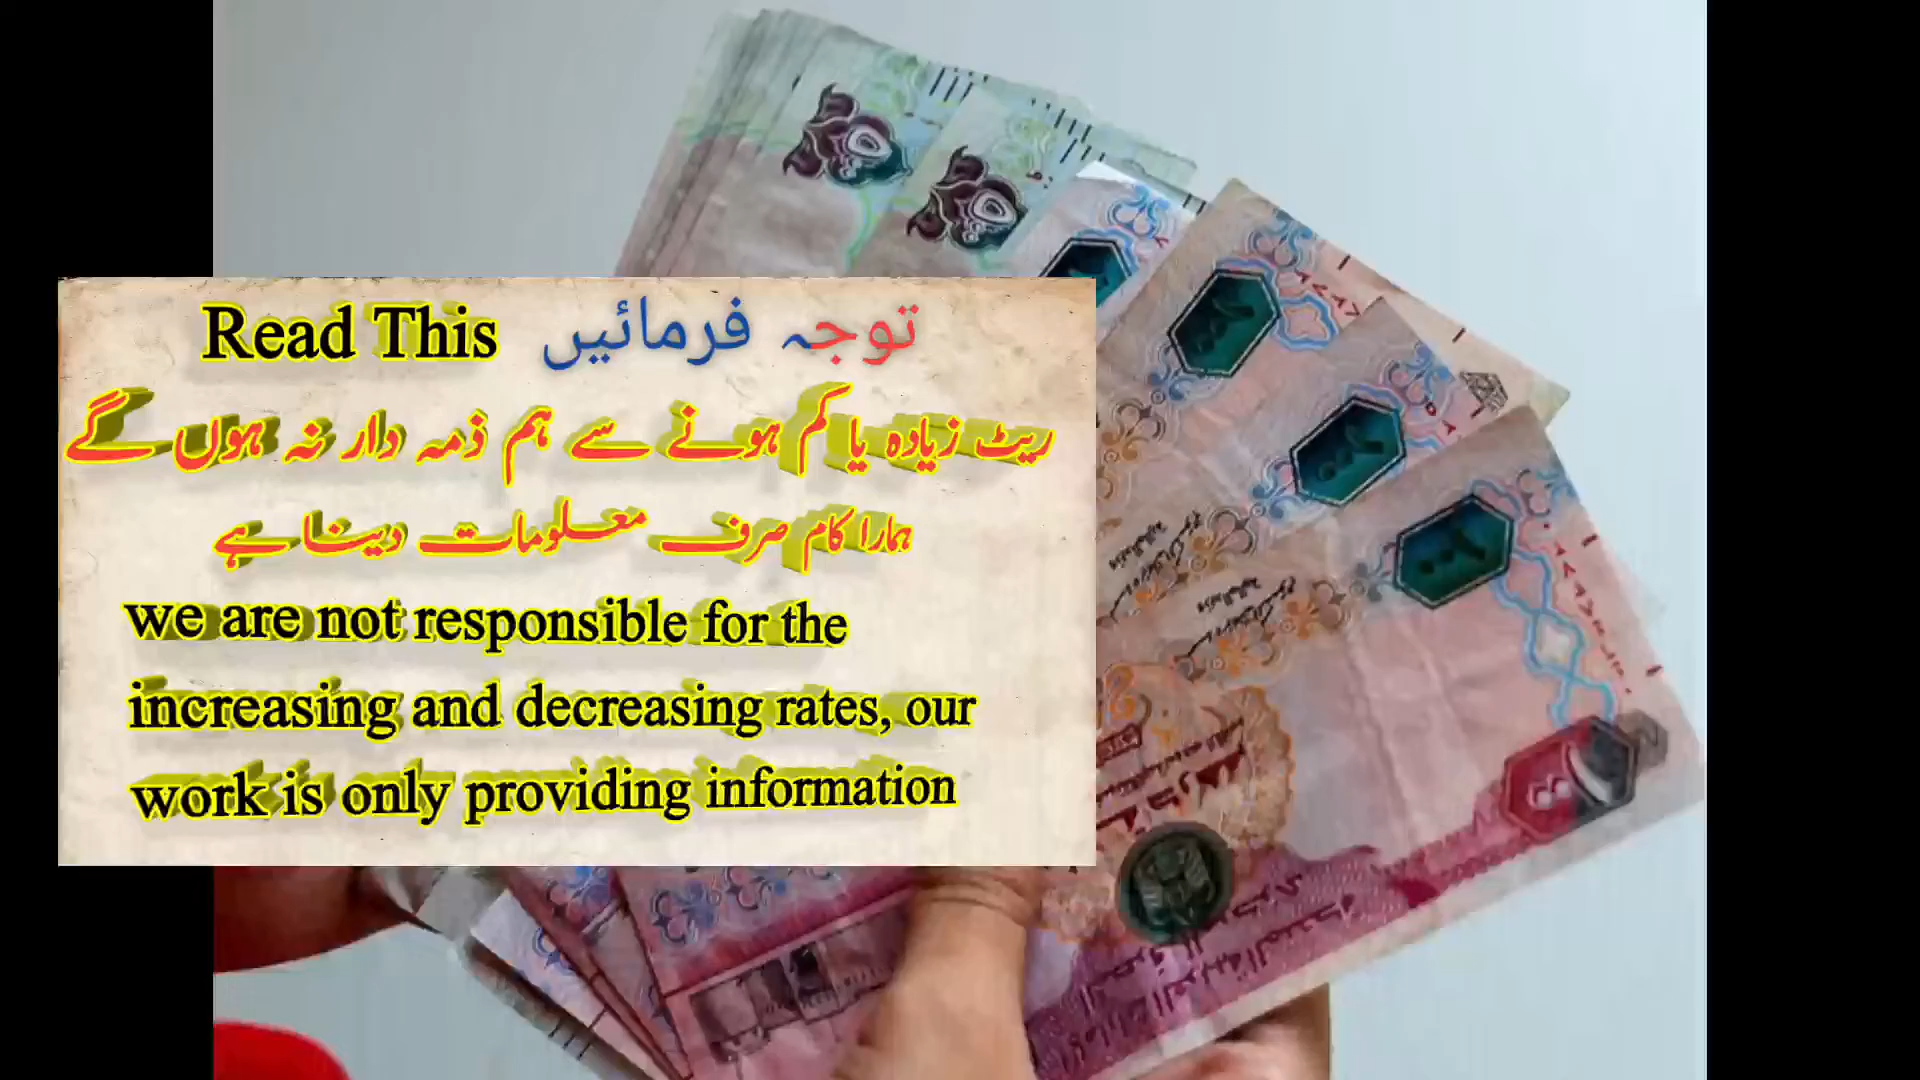 Read This توجہ فرمائیں
ریٹ زیادہ یا کم ہونے سے ہم ذمہ دار نہ ہوں گے
ہمارا کام صرف معلومات دینا ہے
we are not responsible for the
increasing and decreasing rates, our
work is only providing information